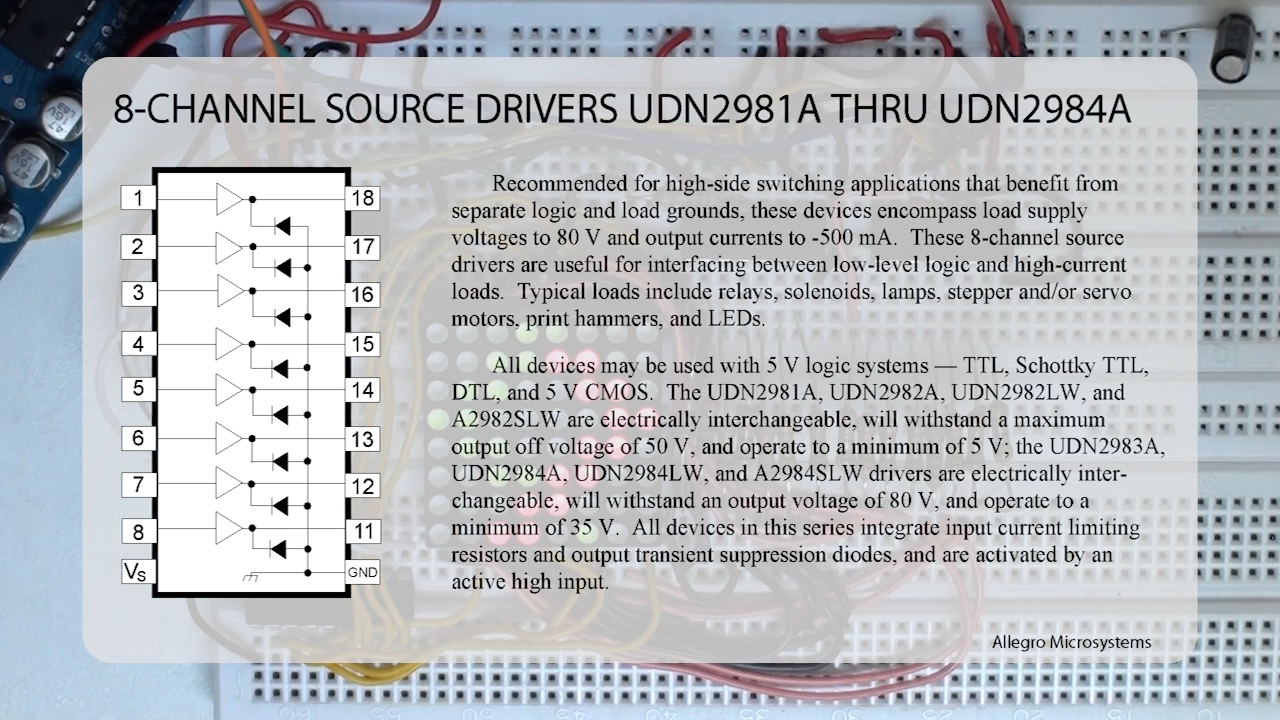 8-CHANNEL SOURCE DRIVERS UDN2981A THRU UDN2984A
1 18
2 17
3 16
4 15
5 14
6 13
7 12
8 11
VS GND
Recommended for high-side switching applications that benefit from
separate logic and load grounds, these devices encompass load supply
voltages to 80 V and output currents to -500 mA. These 8-channel source
drivers are useful for interfacing between low-level logic and high-current
loads. Typical loads include relays, solenoids, lamps, stepper and/or servo
motors, print hammers, and LEDs.
All devices may be used with 5 V logic systems — TTL, Schottky TTL,
DTL, and 5 V CMOS. The UDN2981A, UDN2982A, UDN2982LW, and
A2982SLW are electrically interchangeable, will withstand a maximum
output off voltage of 50 V, and operate to a minimum of 5 V; the UDN2983A,
UDN2984A, UDN2984LW, and A2984SLW drivers are electrically inter-
changeable, will withstand an output voltage of 80 V, and operate to a
minimum of 35 V. All devices in this series integrate input current limiting
resistors and output transient suppression diodes, and are activated by an
active high input.
Allegro Microsystems